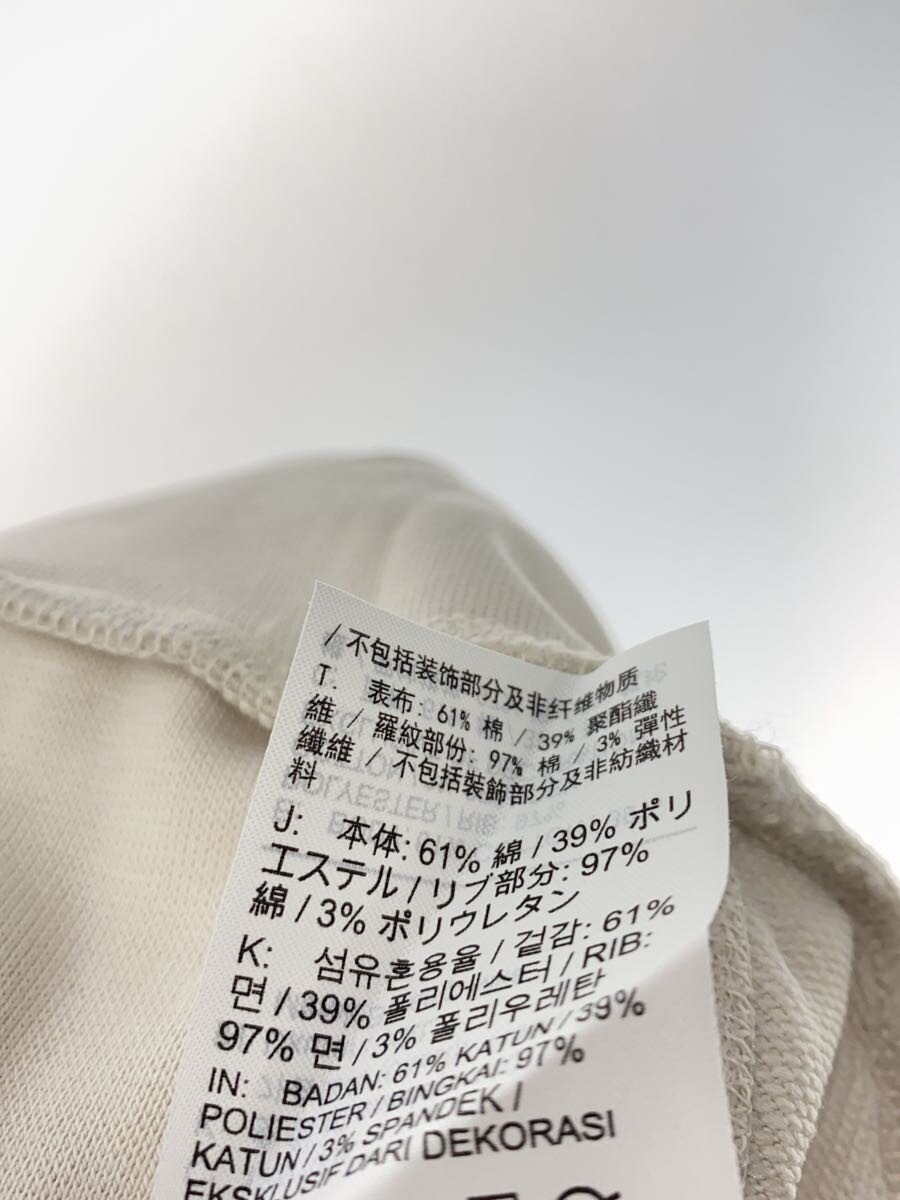 / 不包括装饰部分及非纤维物质
T: 表布: 61% 棉 / 39% 聚酯纖
維 / 羅紋部份: 97% 棉 / 3% 彈性
纖維 / 不包括裝飾部分及非紡織材
料
J: 本体: 61% 綿 / 39% ポリ
エステル / リブ部分: 97%
綿 / 3% ポリウレタン
K: 섬유혼용율 / 겉감: 61%
면 / 39% 폴리에스터 / RIB:
97% 면 / 3% 폴리우레탄
IN: BADAN: 61% KATUN / 39%
POLIESTER / BINGKAI: 97%
KATUN / 3% SPANDEK /
EKSKLUSIF DARI DEKORASI